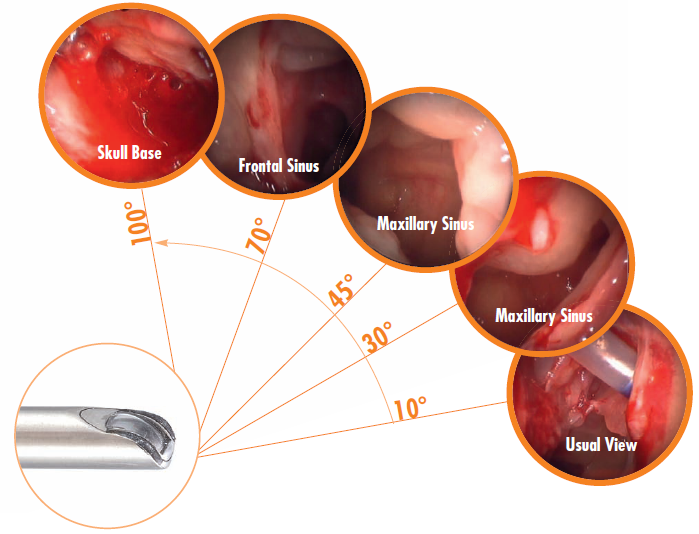 Skull Base
Frontal Sinus
Maxillary Sinus
Maxillary Sinus
Usual View
100°
70°
45°
30°
10°